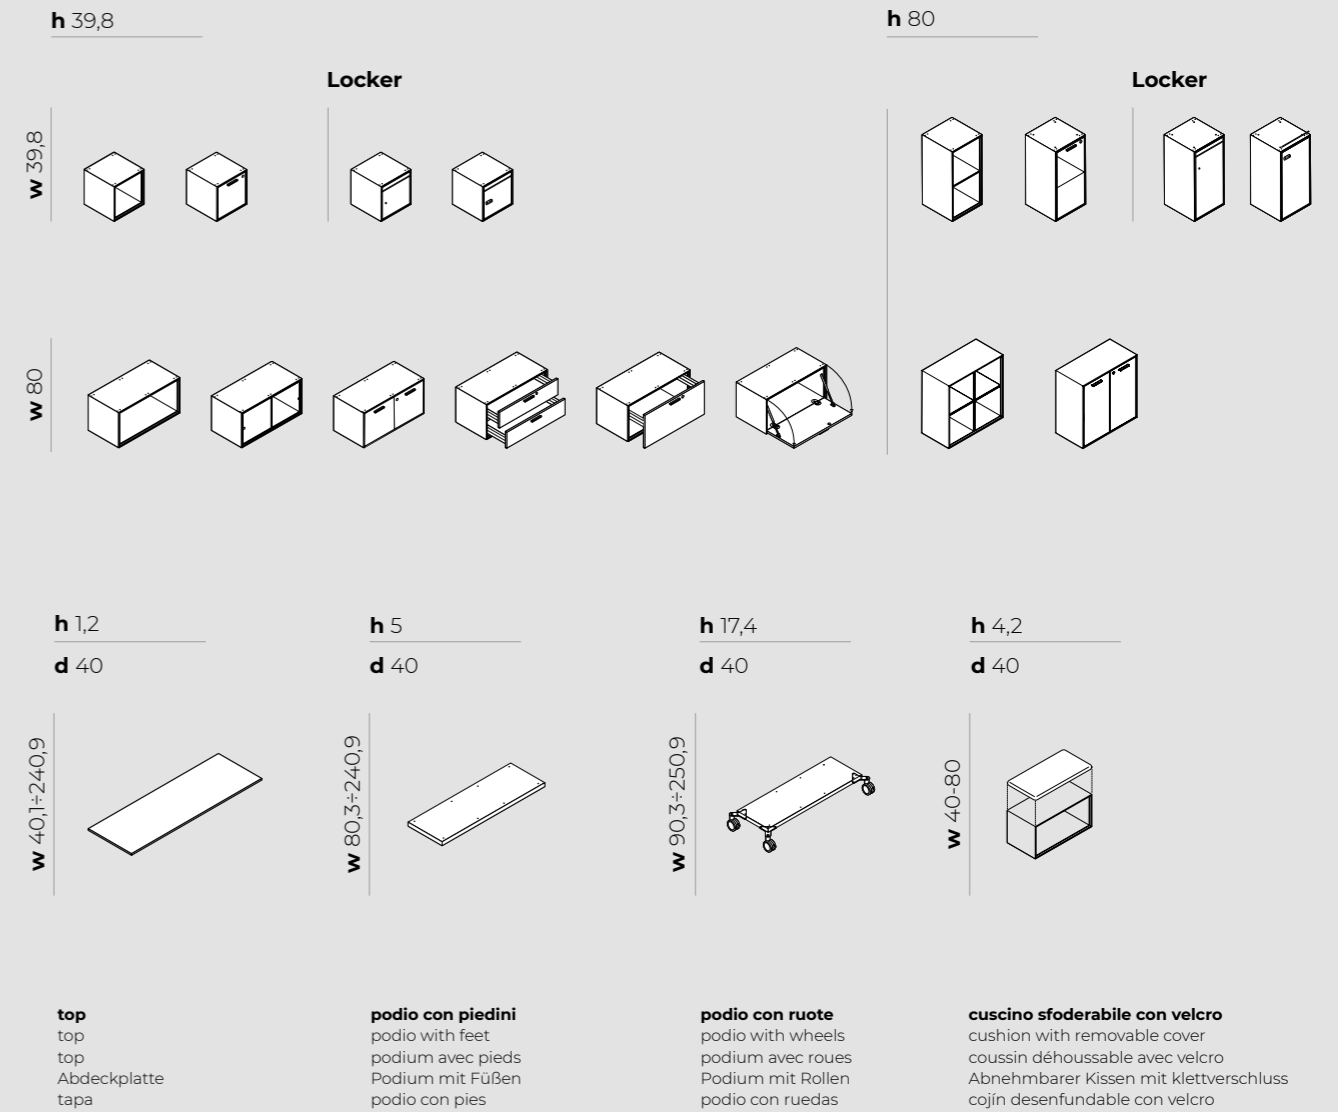 h 39,8
h 80
Locker
Locker
w 39,8
w 80
h 1,2
d 40
h 5
d 40
h 17,4
d 40
h 4,2
d 40
w 40,1÷240,9
w 80,3÷240,9
w 90,3÷250,9
w 40-80
top
top
top
Abdeckplatte
tapa
podio con piedini
podio with feet
podium avec pieds
Podium mit Füßen
podio con pies
podio con ruote
podio with wheels
podium avec roues
Podium mit Rollen
podio con ruedas
cuscino sfoderabile con velcro
cushion with removable cover
coussin déhoussable avec velcro
Abnehmbarer Kissen mit klettverschluss
cojín desenfundable con velcro